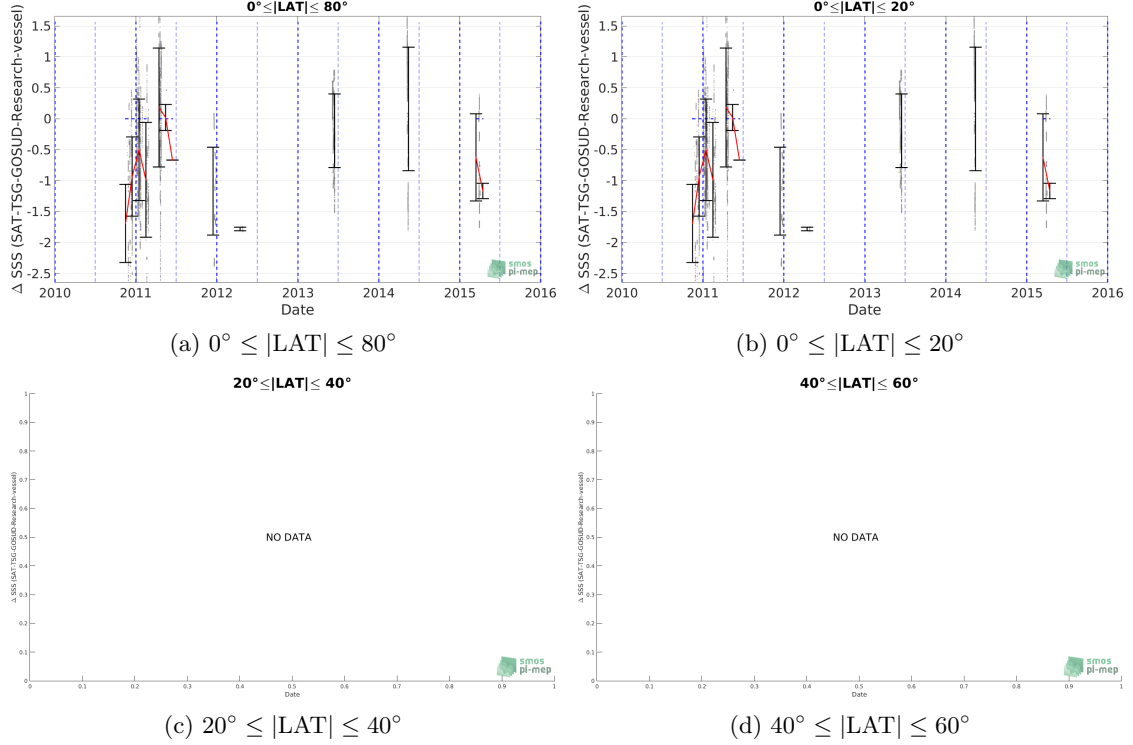 0°≤|LAT|≤ 80°
Δ SSS (SAT-TSG-GOSUD-Research-vessel)
1.5
1
0.5
0
-0.5
-1
-1.5
-2
-2.5
2010 2011 2012 2013 2014 2015 2016
Date
smos
pi-mep
(a) 0° ≤ |LAT| ≤ 80°
0°≤|LAT|≤ 20°
Δ SSS (SAT-TSG-GOSUD-Research-vessel)
1.5
1
0.5
0
-0.5
-1
-1.5
-2
-2.5
2010 2011 2012 2013 2014 2015 2016
Date
smos
pi-mep
(b) 0° ≤ |LAT| ≤ 20°
20°≤|LAT|≤ 40°
Δ SSS (SAT-TSG-GOSUD-Research-vessel)
1
0.9
0.8
0.7
0.6
0.5
0.4
0.3
0.2
0.1
0
NO DATA
0 0.1 0.2 0.3 0.4 0.5 0.6 0.7 0.8 0.9 1
Date
smos
pi-mep
(c) 20° ≤ |LAT| ≤ 40°
40°≤|LAT|≤ 60°
Δ SSS (SAT-TSG-GOSUD-Research-vessel)
1
0.9
0.8
0.7
0.6
0.5
0.4
0.3
0.2
0.1
0
NO DATA
0 0.1 0.2 0.3 0.4 0.5 0.6 0.7 0.8 0.9 1
Date
smos
pi-mep
(d) 40° ≤ |LAT| ≤ 60°